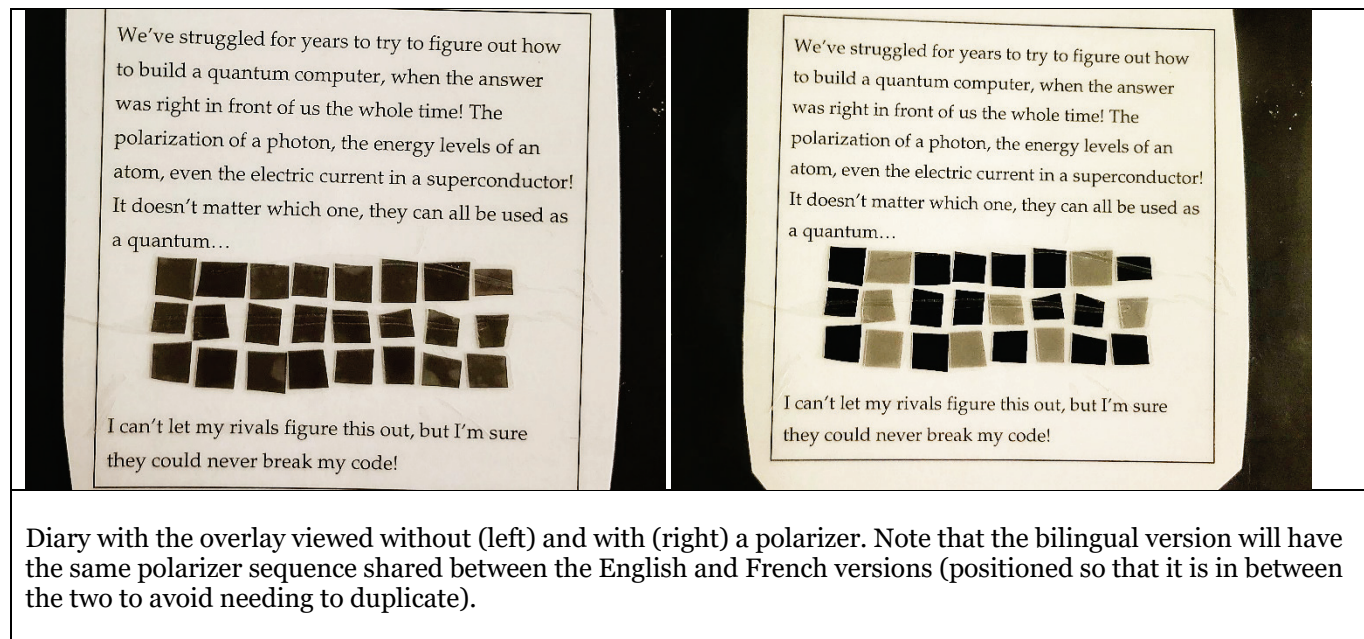 We've struggled for years to try to figure out how
to build a quantum computer, when the answer
was right in front of us the whole time! The
polarization of a photon, the energy levels of an
atom, even the electric current in a superconductor!
It doesn't matter which one, they can all be used as
a quantum...
I can't let my rivals figure this out, but I'm sure
they could never break my code!
We've struggled for years to try to figure out how
to build a quantum computer, when the answer
was right in front of us the whole time! The
polarization of a photon, the energy levels of an
atom, even the electric current in a superconductor!
It doesn't matter which one, they can all be used as
a quantum...
I can't let my rivals figure this out, but I'm sure
they could never break my code!
Diary with the overlay viewed without (left) and with (right) a polarizer. Note that the bilingual version will have
the same polarizer sequence shared between the English and French versions (positioned so that it is in between
the two to avoid needing to duplicate).